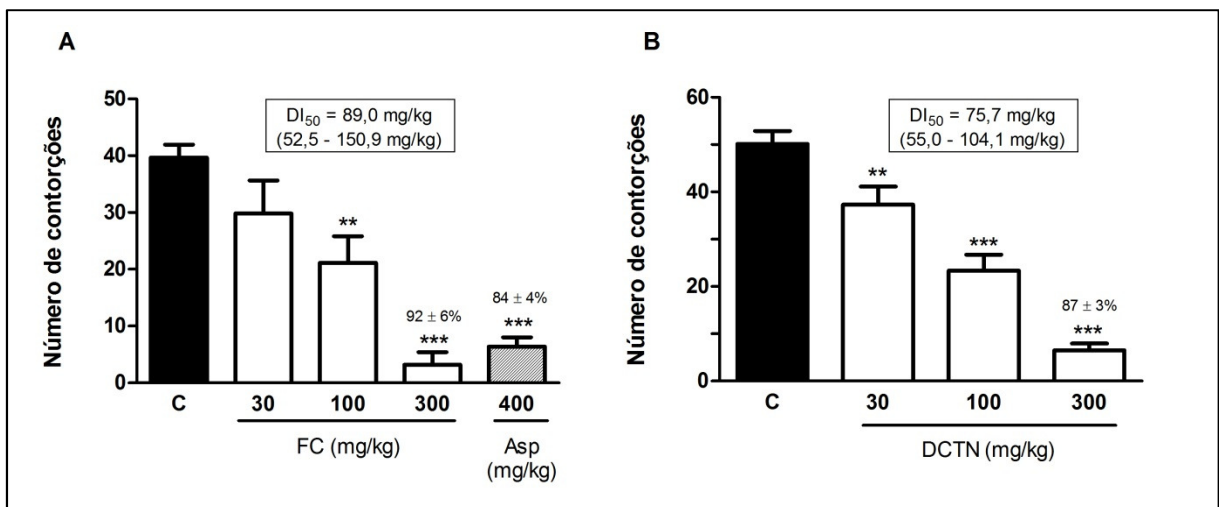 A
Número de contorções
50
40
30
20
10
0
DI₅₀ = 89,0 mg/kg
(52,5 - 150,9 mg/kg)
**
92 ± 6%
***
84 ± 4%
***
C
30
100
300
400
FC (mg/kg)
Asp
(mg/kg)
B
Número de contorções
60
40
20
0
DI₅₀ = 75,7 mg/kg
(55,0 - 104,1 mg/kg)
**
***
87 ± 3%
***
C
30
100
300
DCTN (mg/kg)